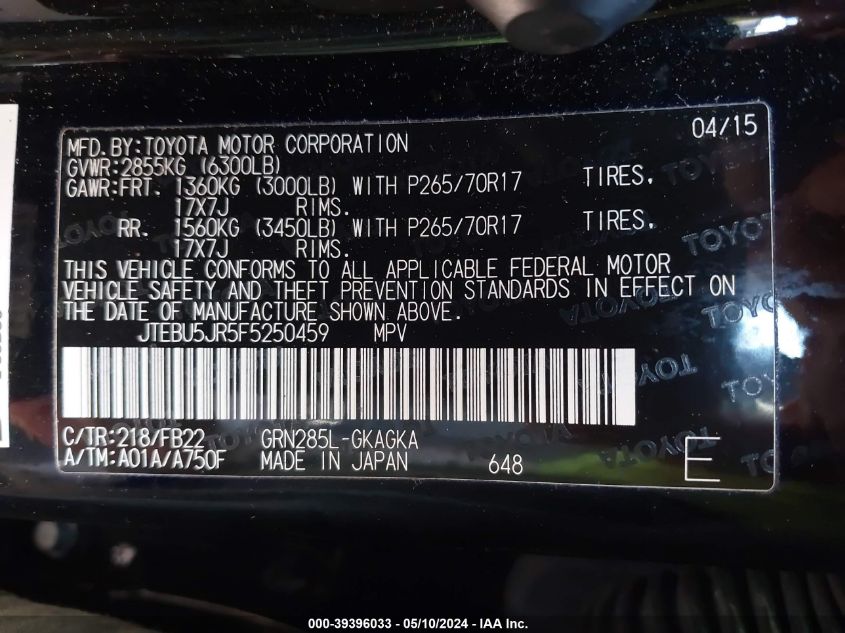 04/15
MFD.BY:TOYOTA MOTOR CORPORATION
GVWR:2855KG (6300LB)
GAWR:FRT. 1360KG (3000LB) WITH P265/70R17 TIRES,
17X7J RIMS.
RR. 1560KG (3450LB) WITH P265/70R17 TIRES,
17X7J RIMS.
THIS VEHICLE CONFORMS TO ALL APPLICABLE FEDERAL MOTOR
VEHICLE SAFETY AND THEFT PREVENTION STANDARDS IN EFFECT ON
THE DATE OF MANUFACTURE SHOWN ABOVE.
JTEBU5JR5F5250459 MPV
C/TR:218/FB22 GRN285L-GKAGKA
A/TM:A01A/A750F MADE IN JAPAN 648 E
TOYOTA
000-39396033 - 05/10/2024 - IAA Inc.